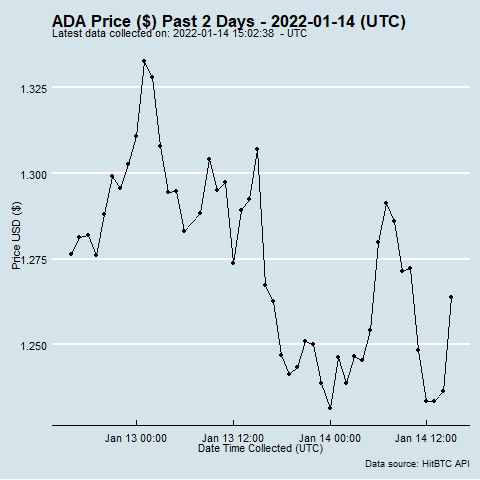 ADA Price ($) Past 2 Days - 2022-01-14 (UTC)
Latest data collected on: 2022-01-14 15:02:38  - UTC
1.325
1.300
1.275
1.250
Price USD ($)
Jan 13 00:00
Jan 13 12:00
Jan 14 00:00
Jan 14 12:00
Date Time Collected (UTC)
Data source: HitBTC API